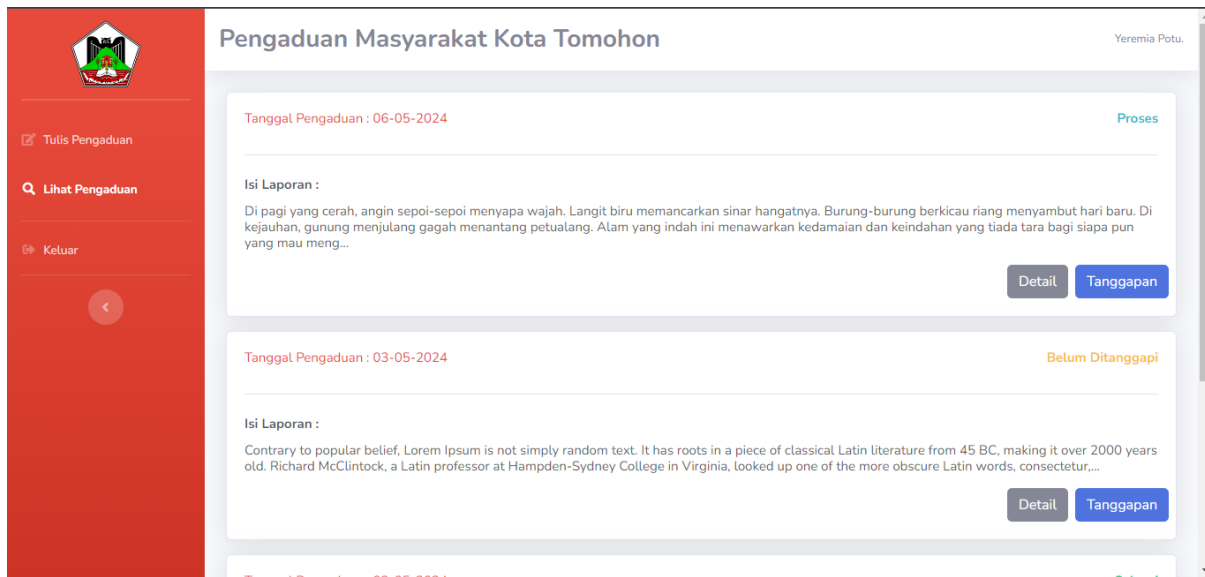 Pengaduan Masyarakat Kota Tomohon
Yeremia Potu.
Tulis Pengaduan
Lihat Pengaduan
Keluar
Tanggal Pengaduan : 06-05-2024
Proses
Isi Laporan :
Di pagi yang cerah, angin sepoi-sepoi menyapa wajah. Langit biru memancarkan sinar hangatnya. Burung-burung berkicau riang menyambut hari baru. Di
kejauhan, gunung menjulang gagah menantang petualang. Alam yang indah ini menawarkan kedamaian dan keindahan yang tiada tara bagi siapa pun
yang mau meng...
Detail
Tanggapan
Tanggal Pengaduan : 03-05-2024
Belum Ditanggapi
Isi Laporan :
Contrary to popular belief, Lorem Ipsum is not simply random text. It has roots in a piece of classical Latin literature from 45 BC, making it over 2000 years
old. Richard McClintock, a Latin professor at Hampden-Sydney College in Virginia, looked up one of the more obscure Latin words, consectetur,...
Detail
Tanggapan